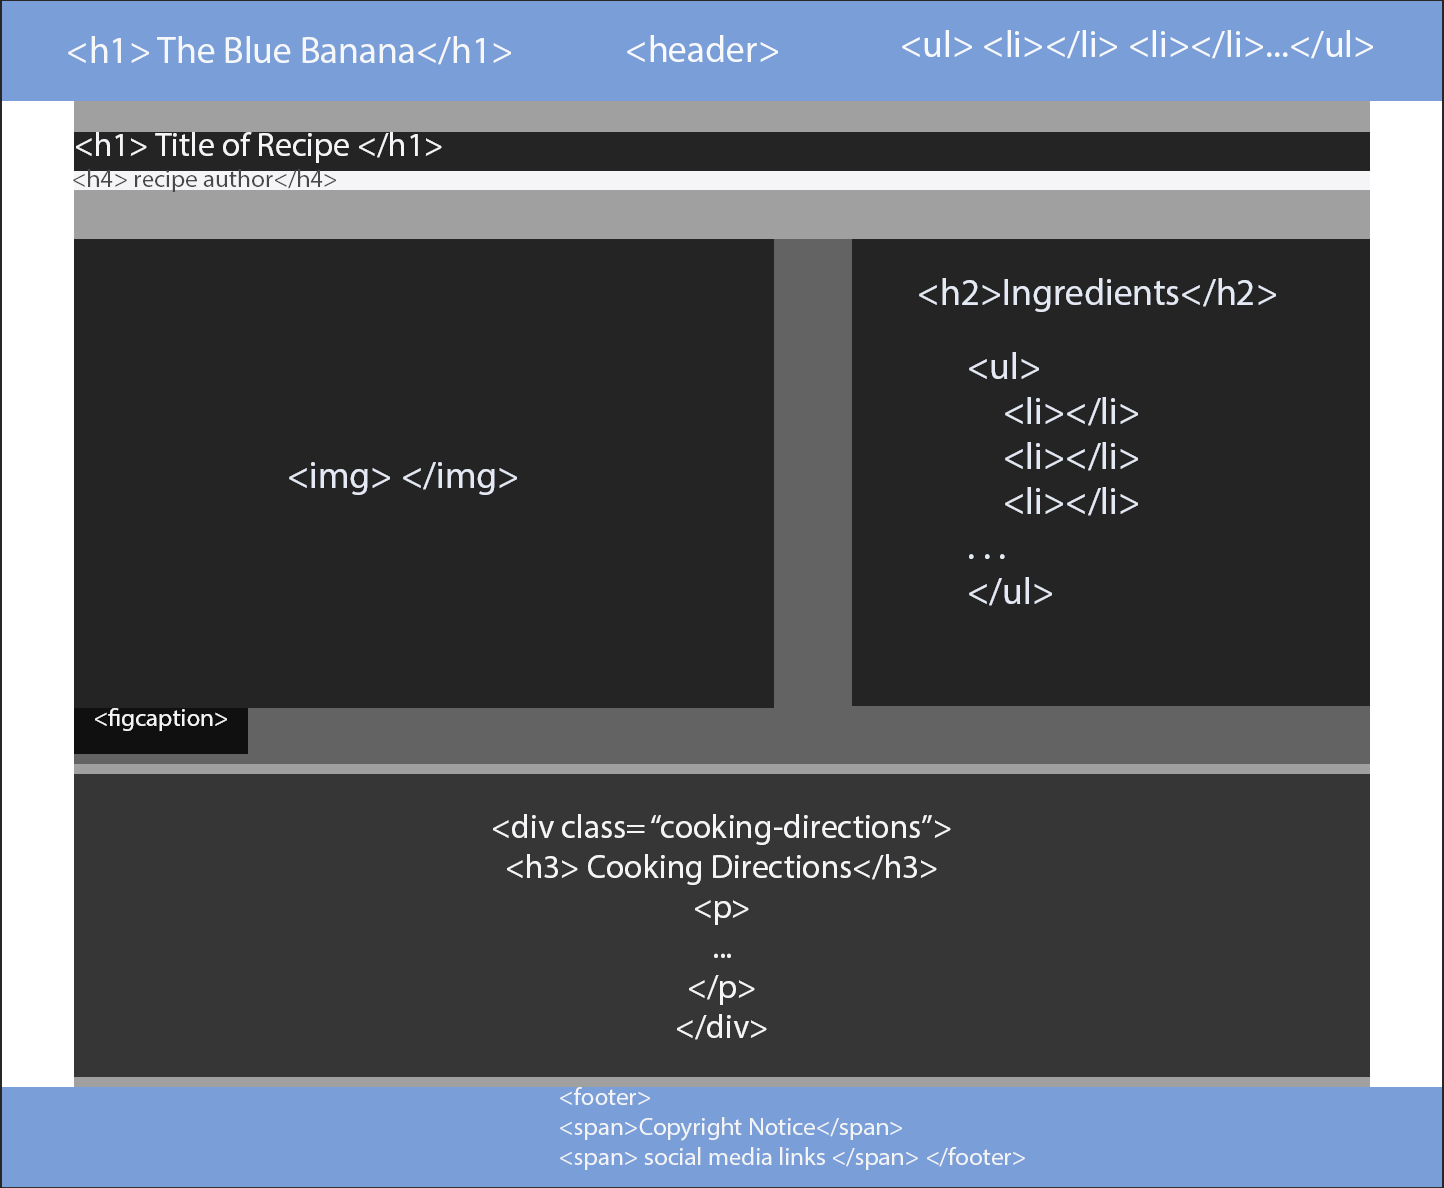 <h1> The Blue Banana</h1>
<header>
<ul> <li></li> <li></li>...</ul>
<h1> Title of Recipe </h1>
<h4> recipe author</h4>
<img> </img>
<figcaption>
<h2>Ingredients</h2>
<ul>
<li></li>
<li></li>
<li></li>
. . .
</ul>
<div class= “cooking-directions”>
<h3> Cooking Directions</h3>
<p>
...
</p>
</div>
<footer>
<span>Copyright Notice</span>
<span> social media links </span> </footer>